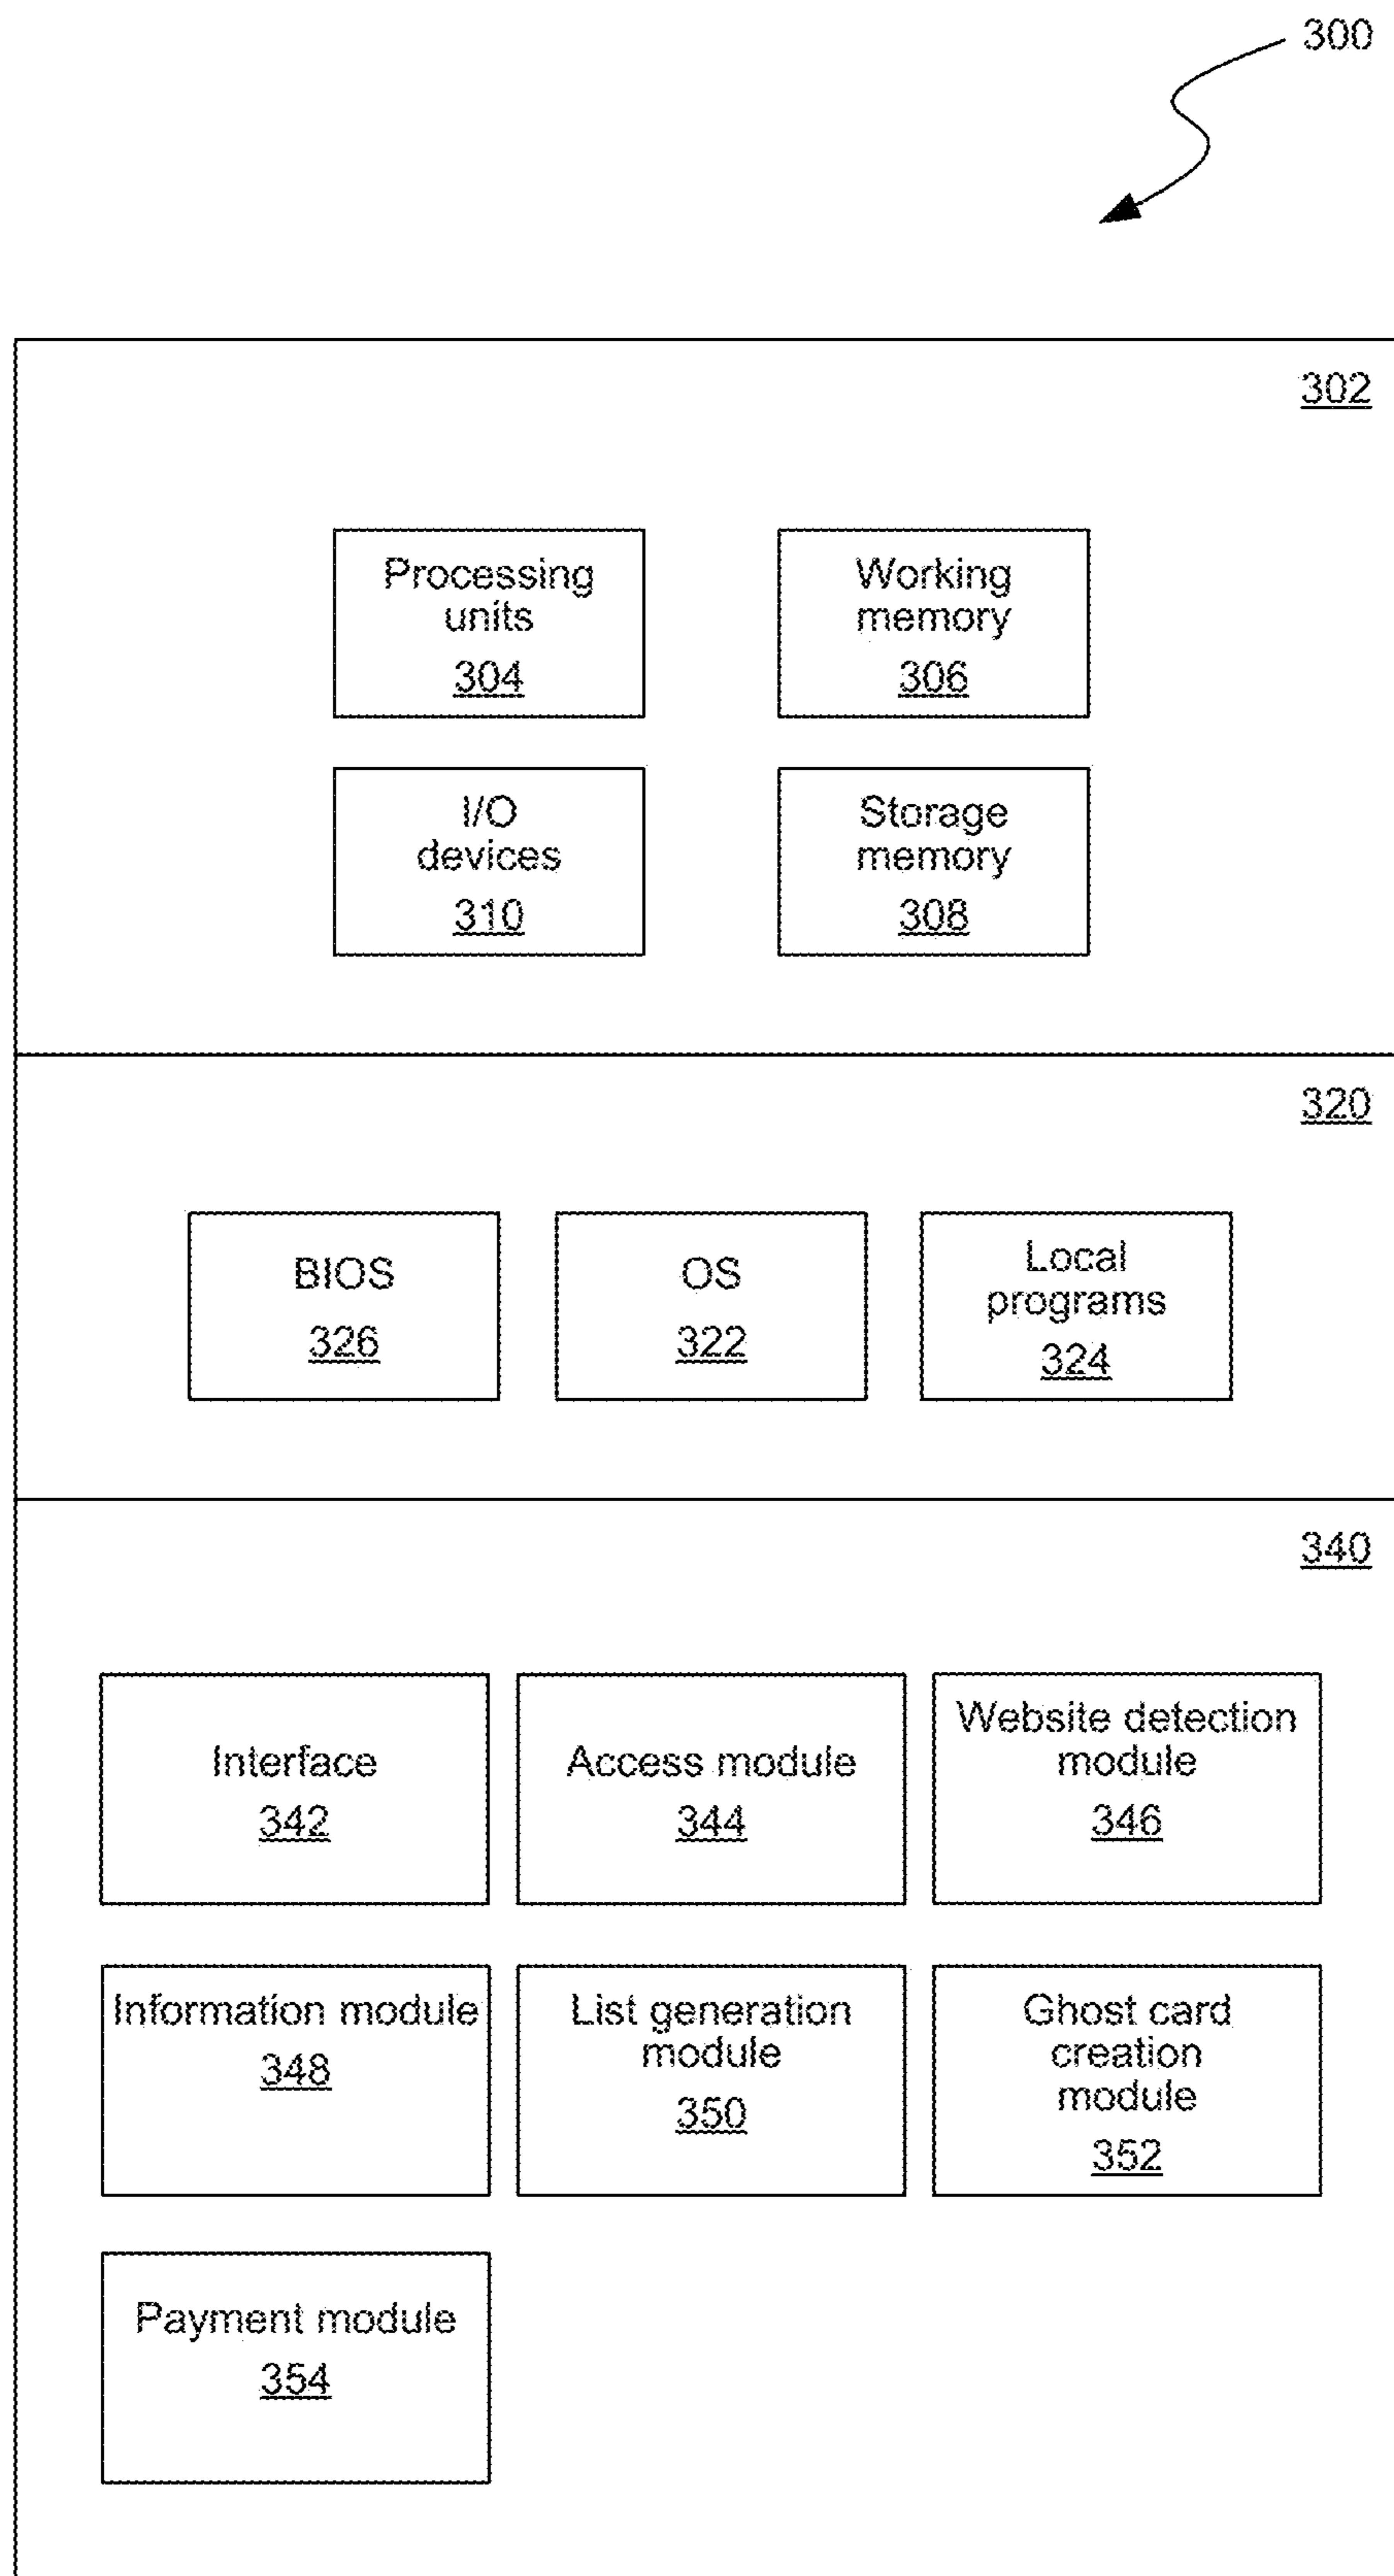 300
302
Processing
units
304
Working
memory
306
I/O
devices
310
Storage
memory
308
320
BIOS
326
OS
322
Local
programs
324
340
Interface
342
Access module
344
Website detection
module
346
Information module
348
List generation
module
350
Ghost card
creation
module
352
Payment module
354